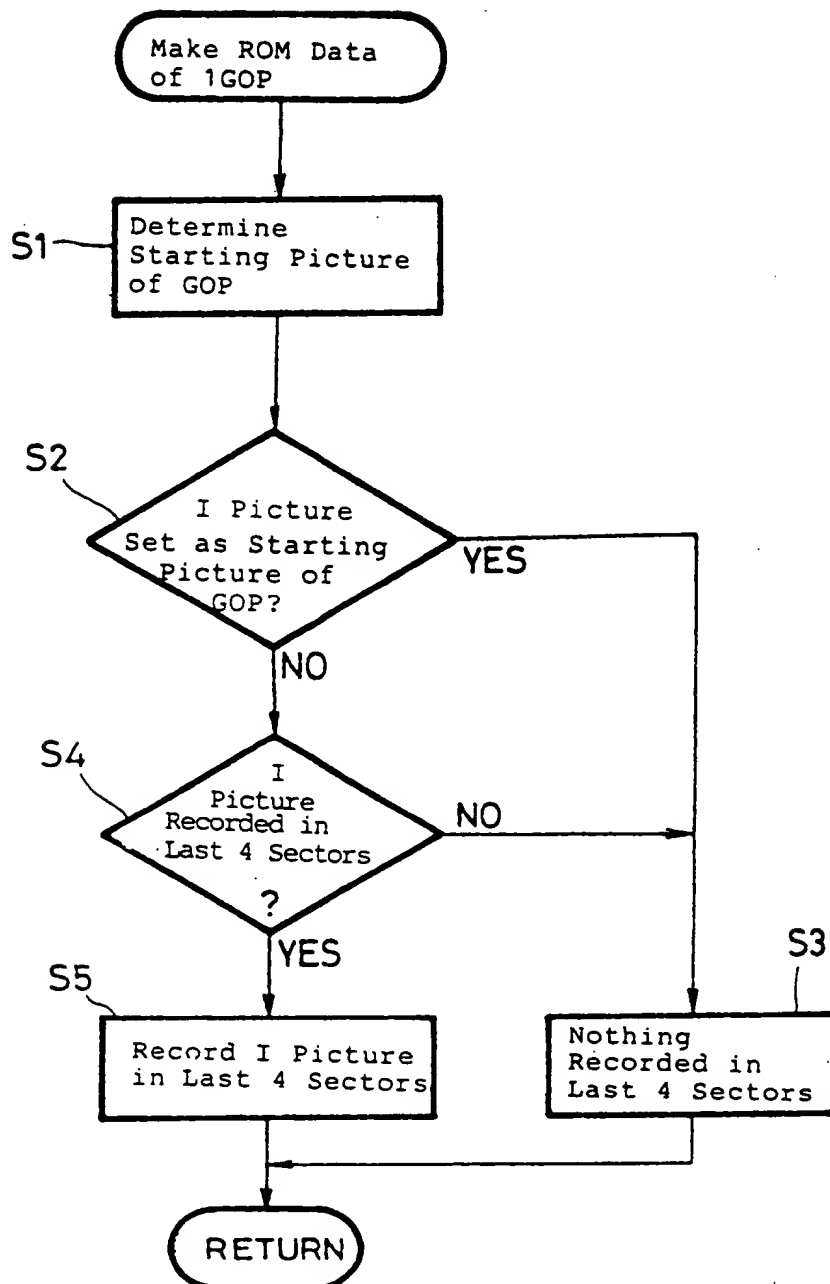 Make ROM Data
of 1GOP
S1
Determine
Starting Picture
of GOP
S2
I Picture
Set as Starting
Picture of
GOP?
YES
NO
S4
I
Picture
Recorded in
Last 4 Sectors
?
NO
YES
S5
Record I Picture
in Last 4 Sectors
S3
Nothing
Recorded in
Last 4 Sectors
RETURN